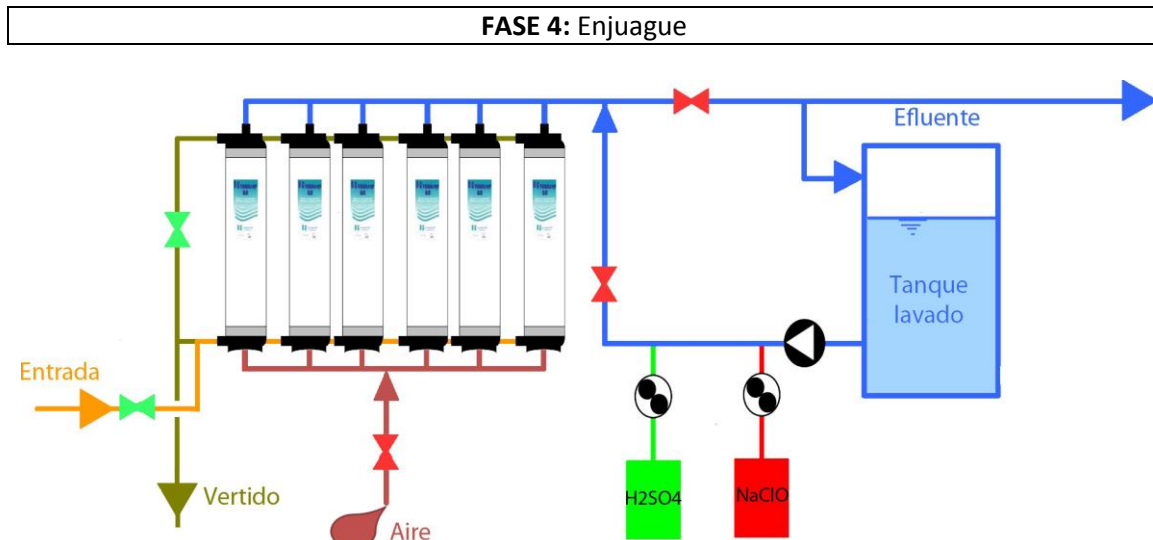 FASE 4: Enjuague
Efluente
Tanque
lavado
Entrada
Vertido
Aire
H2SO4
NaClO